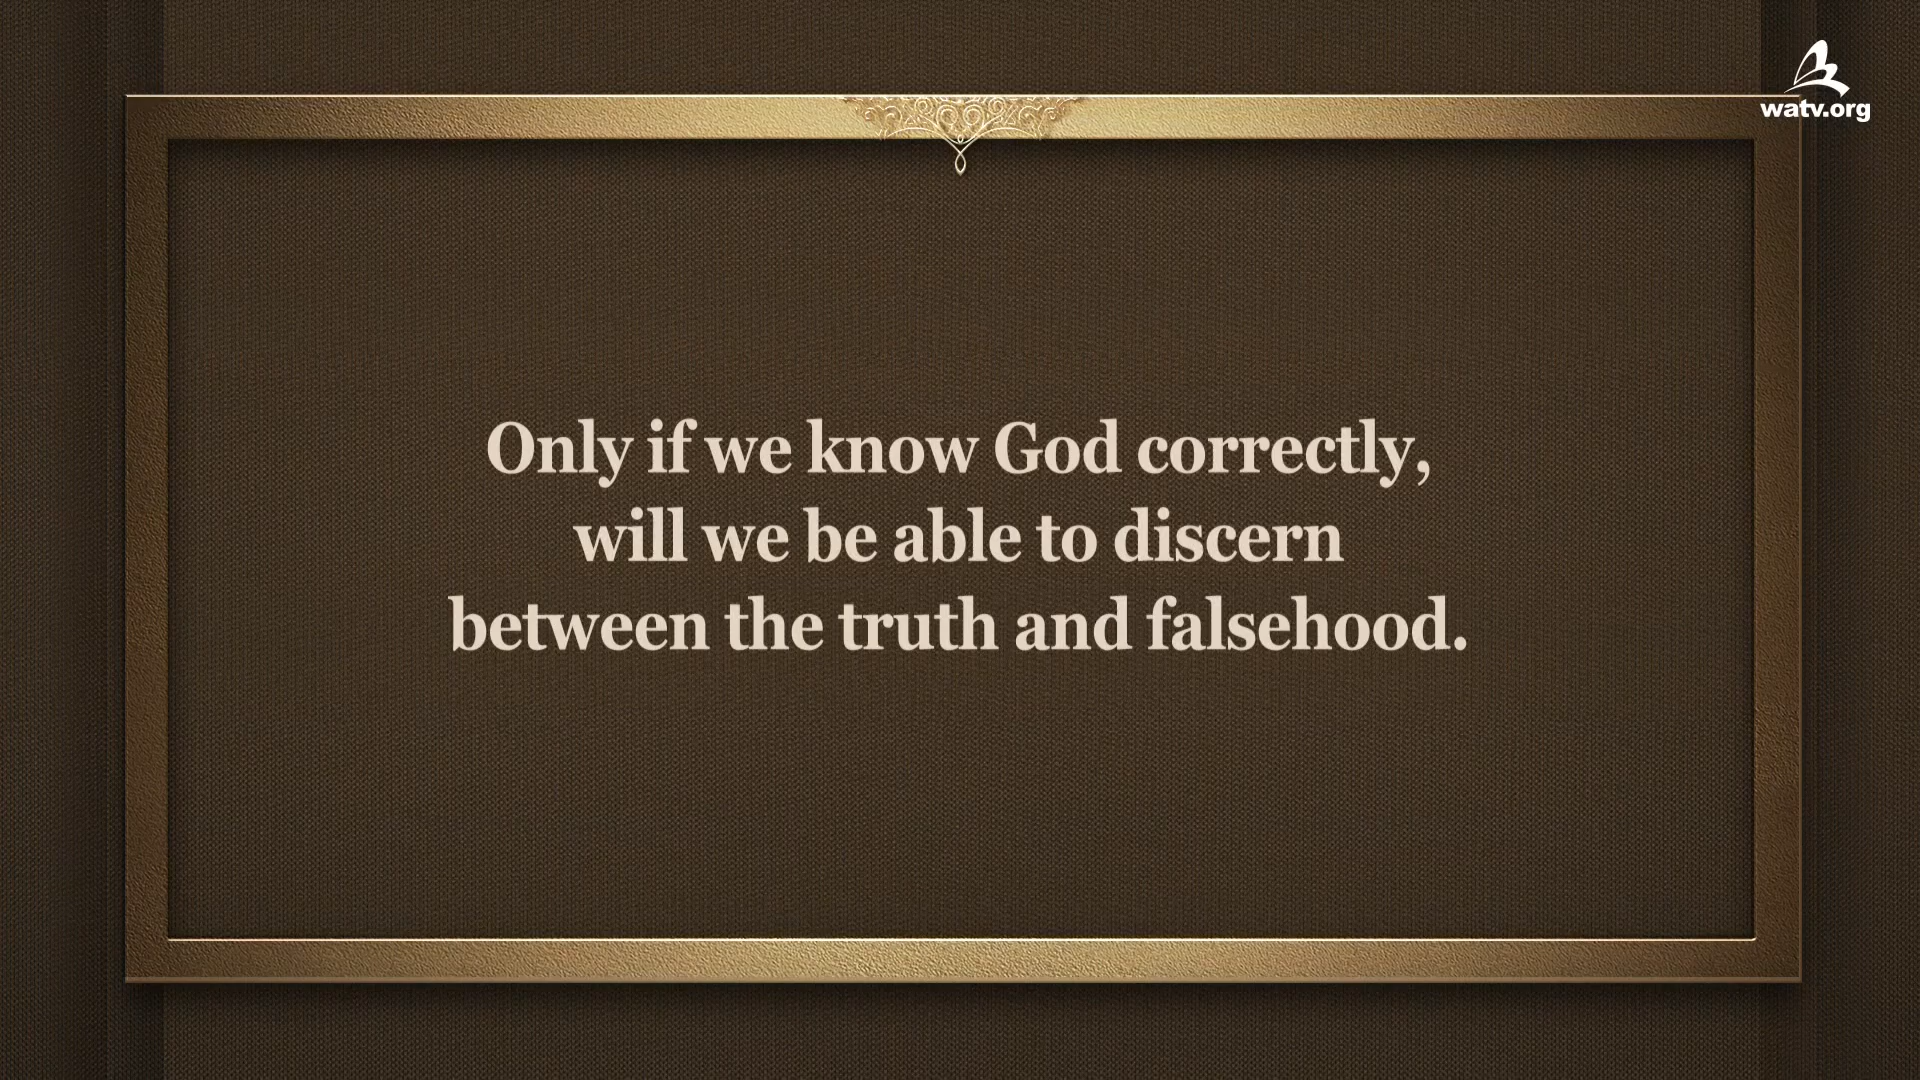 watv.org
Only if we know God correctly,
will we be able to discern
between the truth and falsehood.